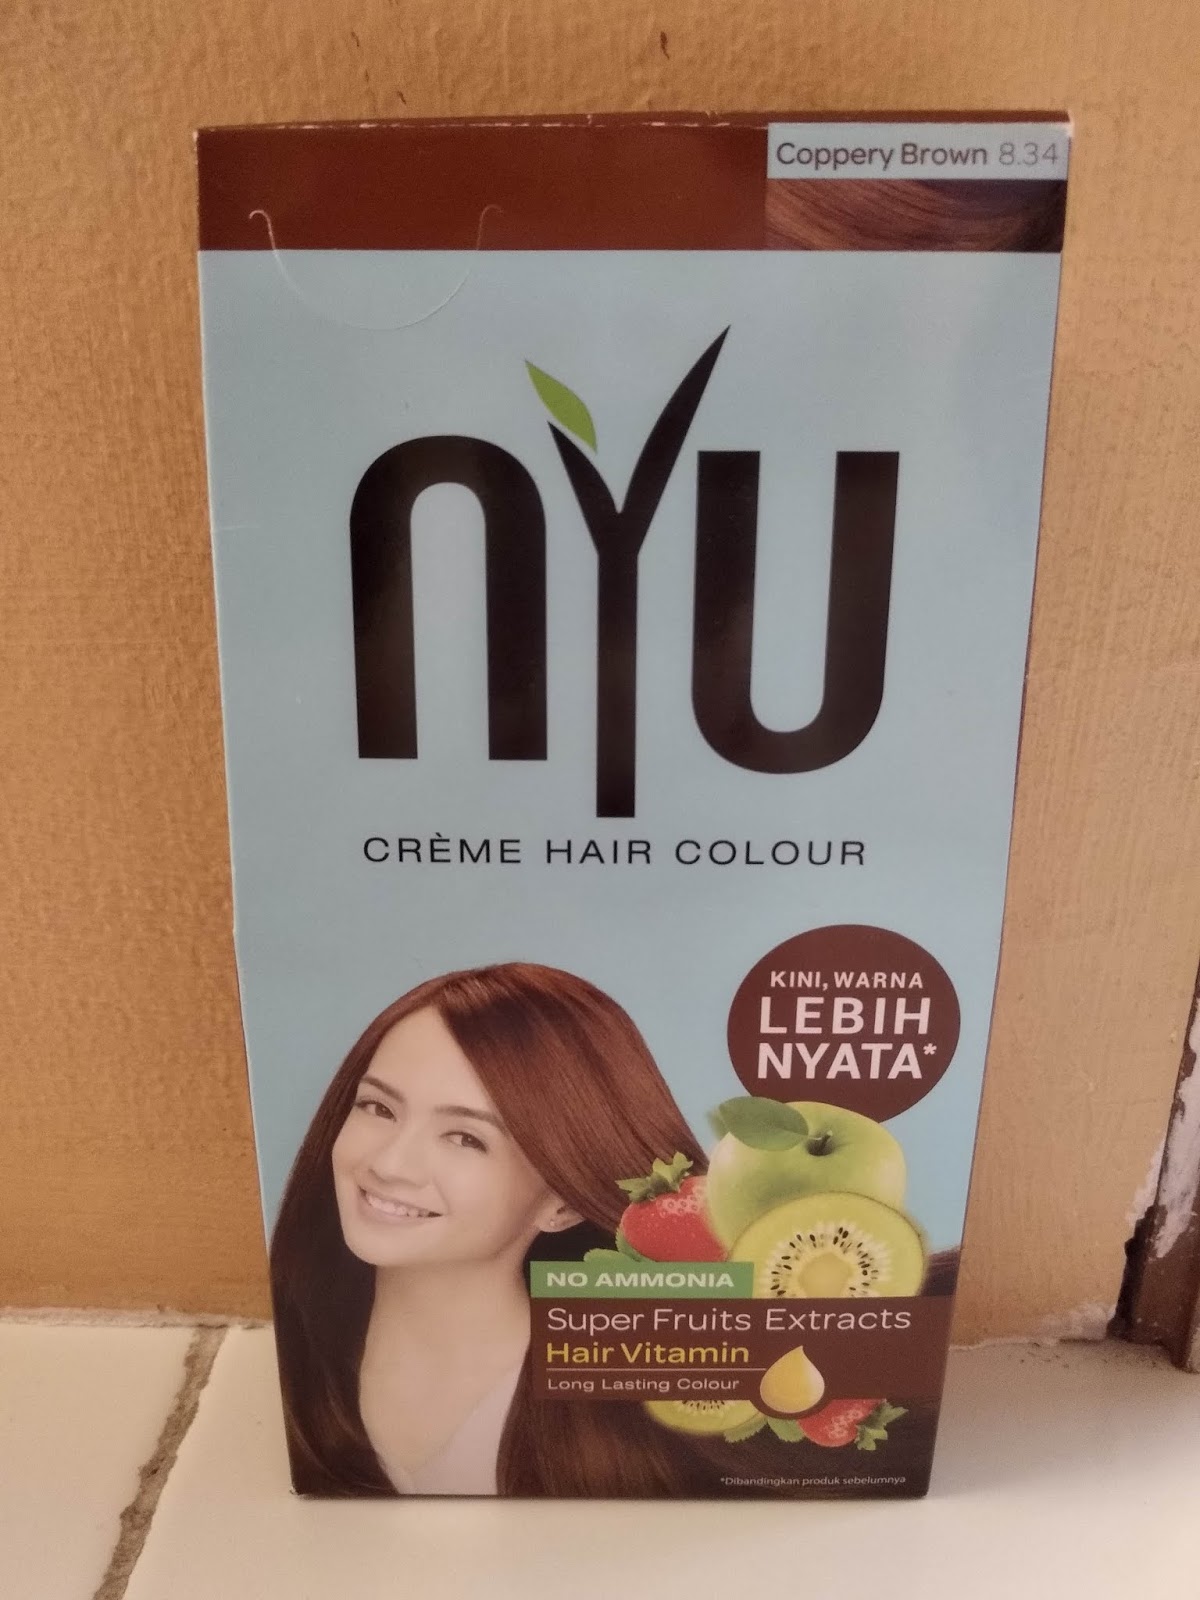 Coppery Brown 8.34
nYU
CRÈME HAIR COLOUR
KINI, WARNA
LEBIH
NYATA*
NO AMMONIA
Super Fruits Extracts
Hair Vitamin
Long Lasting Colour
*Dibandingkan produk sebelumnya